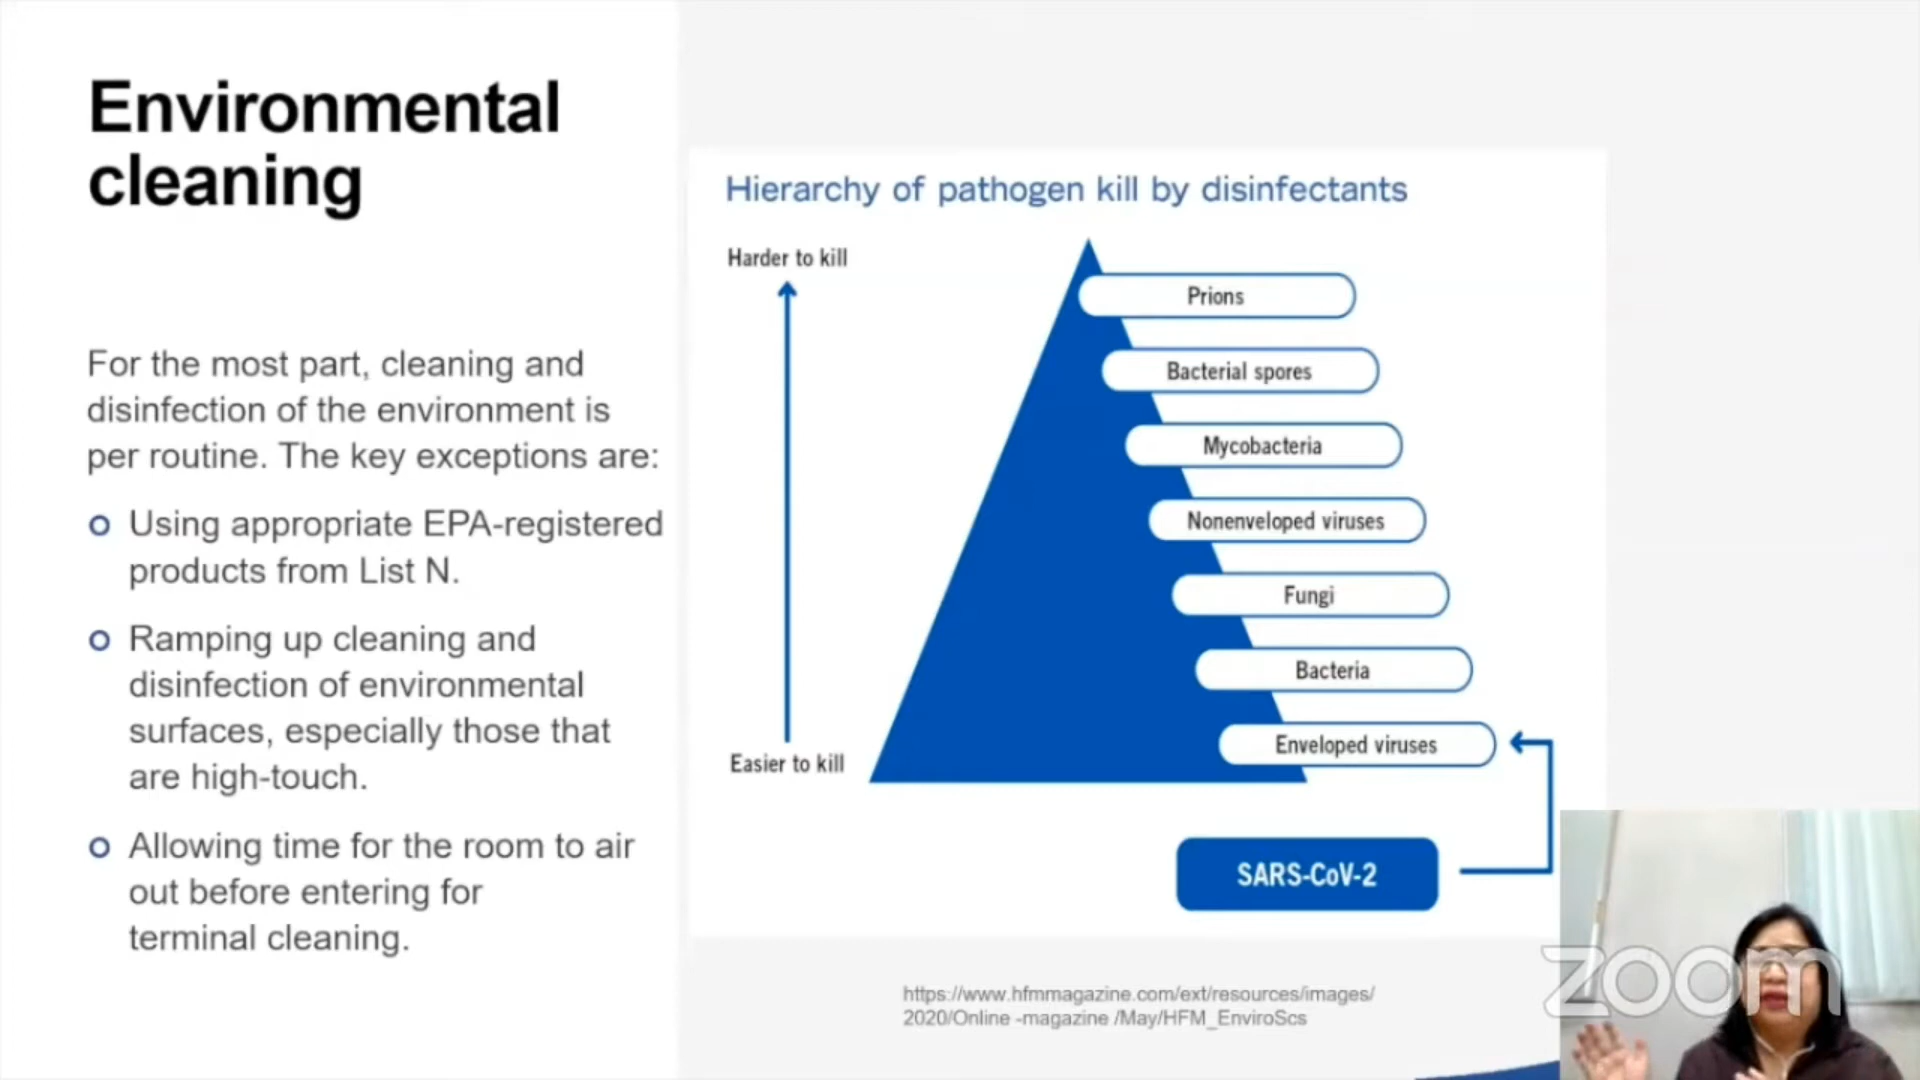 Environmental
cleaning
For the most part, cleaning and
disinfection of the environment is
per routine. The key exceptions are:
Using appropriate EPA-registered
products from List N.
Ramping up cleaning and
disinfection of environmental
surfaces, especially those that
are high-touch.
Allowing time for the room to air
out before entering for
terminal cleaning.
Hierarchy of pathogen kill by disinfectants
Harder to kill
Prions
Bacterial spores
Mycobacteria
Nonenveloped viruses
Fungi
Bacteria
Enveloped viruses
Easier to kill
SARS-CoV-2
https://www.hfmmagazine.com/ext/resources/images/
2020/Online -magazine /May/HFM_EnviroScs
zoom